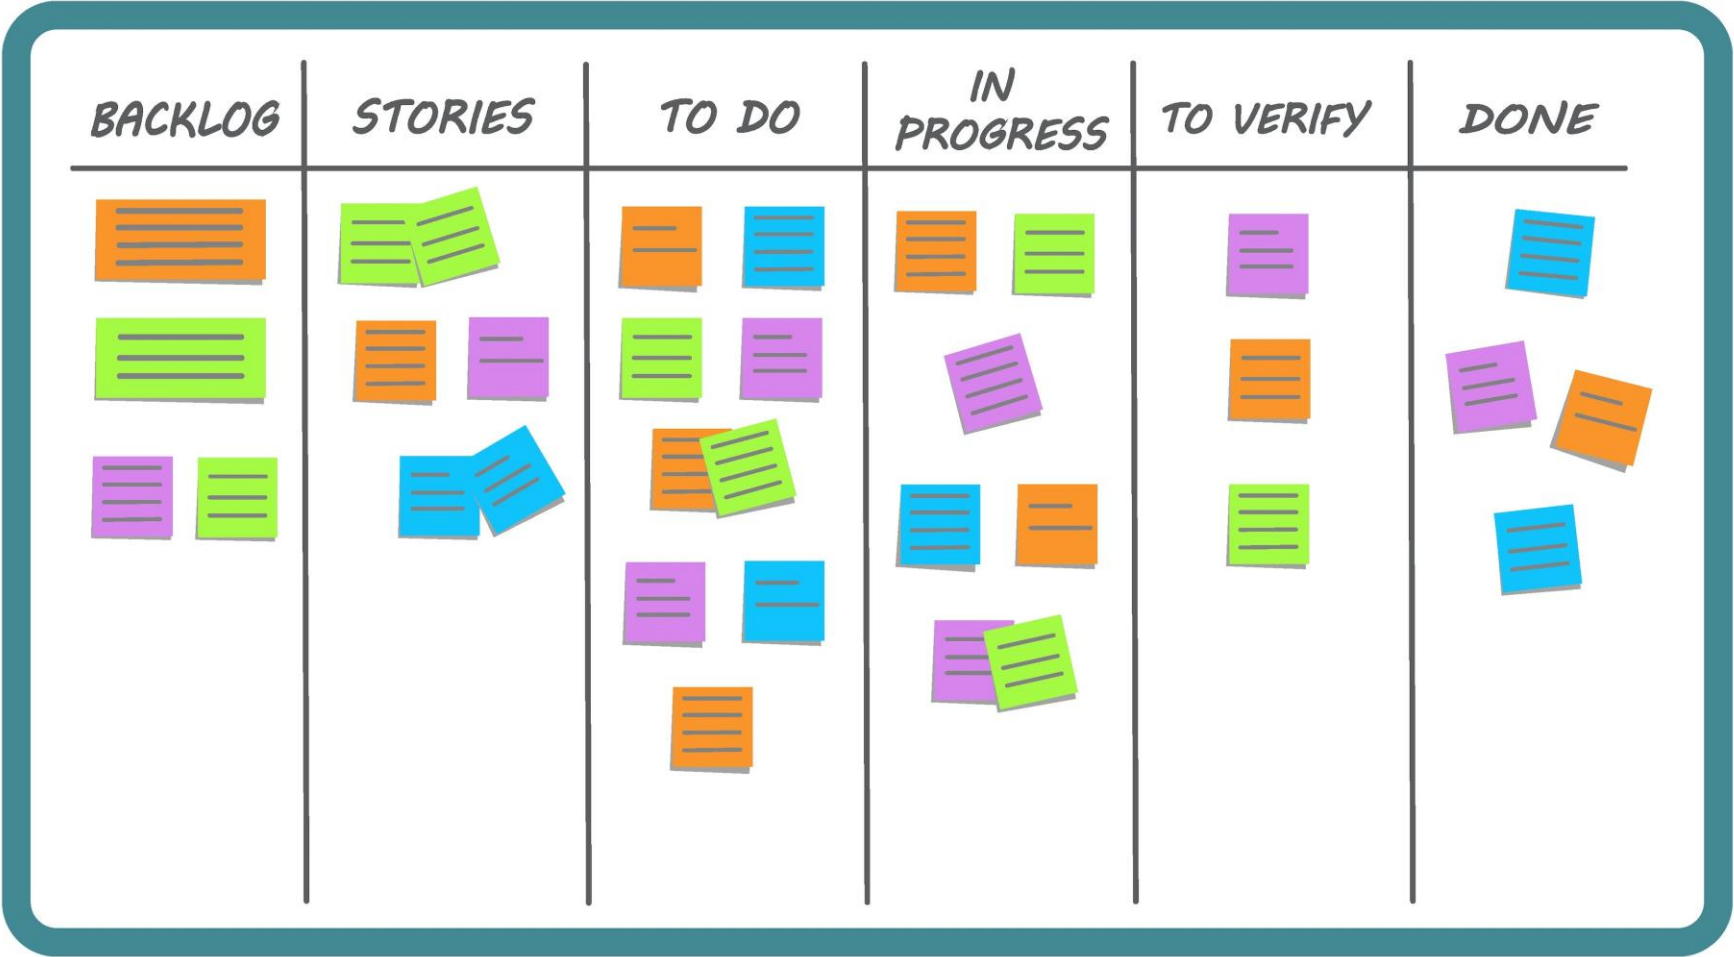 BACKLOG
STORIES
TO DO
IN
PROGRESS
TO VERIFY
DONE